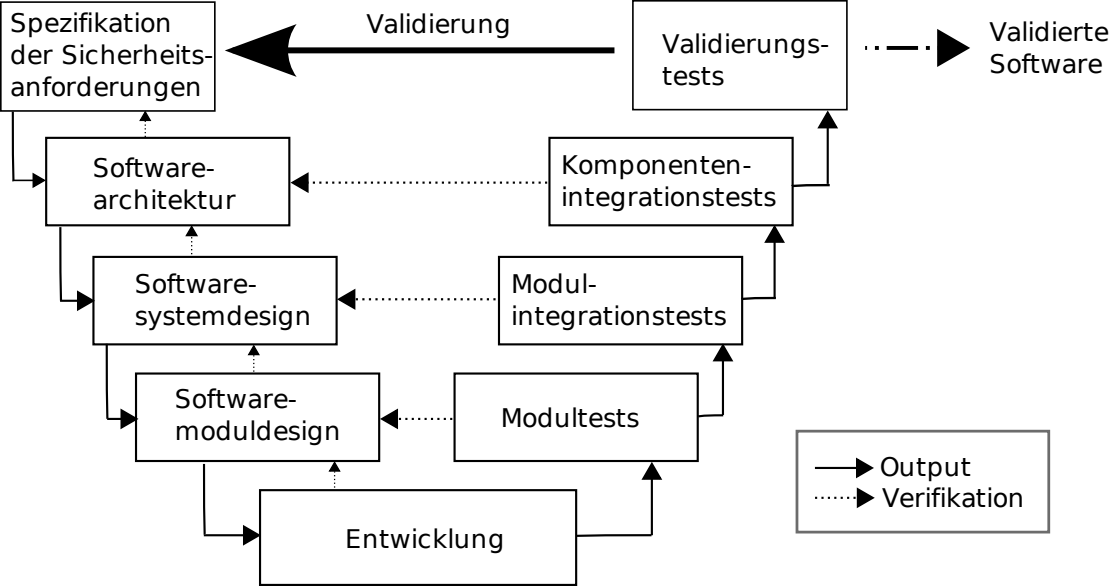 Spezifikation
der Sicherheits-
anforderungen
Validierung
Validierungs-
tests
Validierte
Software
Software-
architektur
Komponenten-
integrationstests
Software-
systemdesign
Modul-
integrationstests
Software-
moduldesign
Modultests
Entwicklung
Output
Verifikation